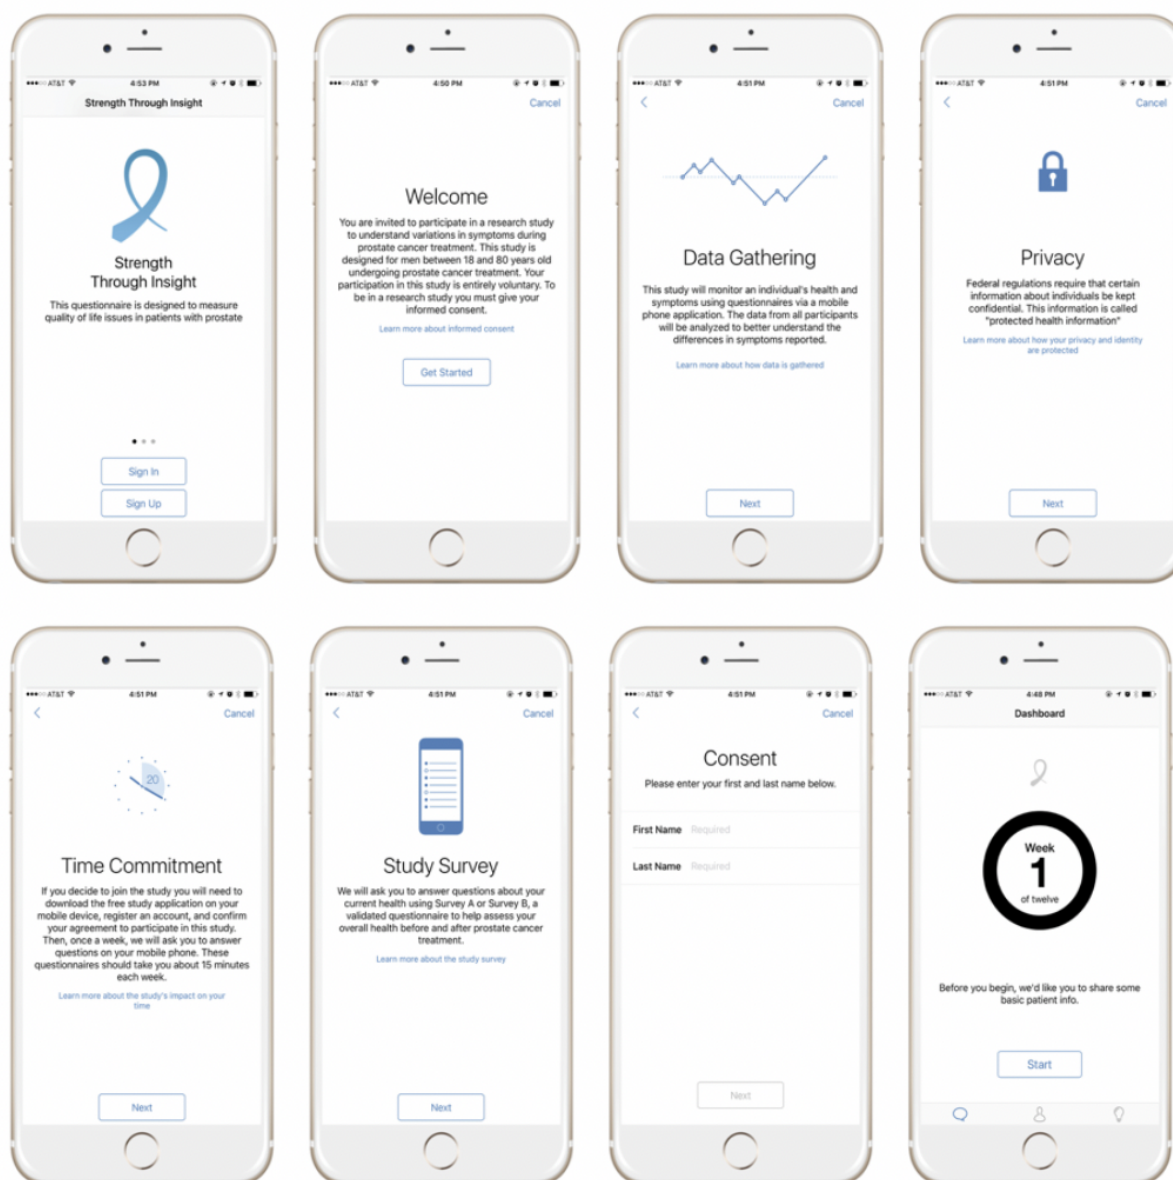 AT&T 4:53 PM
Strength Through Insight
Strength
Through Insight
This questionnaire is designed to measure
quality of life issues in patients with prostate
Sign In
Sign Up
AT&T 4:50 PM
Cancel
Welcome
You are invited to participate in a research study
to understand variations in symptoms during
prostate cancer treatment. This study is
designed for men between 18 and 80 years old
undergoing prostate cancer treatment. Your
participation in this study is entirely voluntary. To
be in a research study you must give your
informed consent.
Learn more about informed consent
Get Started
AT&T 4:51 PM
Cancel
Data Gathering
This study will monitor an individual's health and
symptoms using questionnaires via a mobile
phone application. The data from all participants
will be analyzed to better understand the
differences in symptoms reported.
Learn more about how data is gathered
Next
AT&T 4:51 PM
Cancel
Privacy
Federal regulations require that certain
information about individuals be kept
confidential. This information is called
"protected health information"
Learn more about how your privacy and identity
are protected
Next
AT&T 4:51 PM
Cancel
20
Time Commitment
If you decide to join the study you will need to
download the free study application on your
mobile device, register an account, and confirm
your agreement to participate in this study.
Then, once a week, we will ask you to answer
questions on your mobile phone. These
questionnaires should take you about 15 minutes
each week.
Learn more about the study's impact on your
time
Next
AT&T 4:51 PM
Cancel
Study Survey
We will ask you to answer questions about your
current health using Survey A or Survey B, a
validated questionnaire to help assess your
overall health before and after prostate cancer
treatment.
Learn more about the study survey
Next
AT&T 4:51 PM
Cancel
Consent
Please enter your first and last name below.
First Name Required
Last Name Required
Next
AT&T 4:48 PM
Dashboard
Week
1
of twelve
Before you begin, we'd like you to share some
basic patient info.
Start